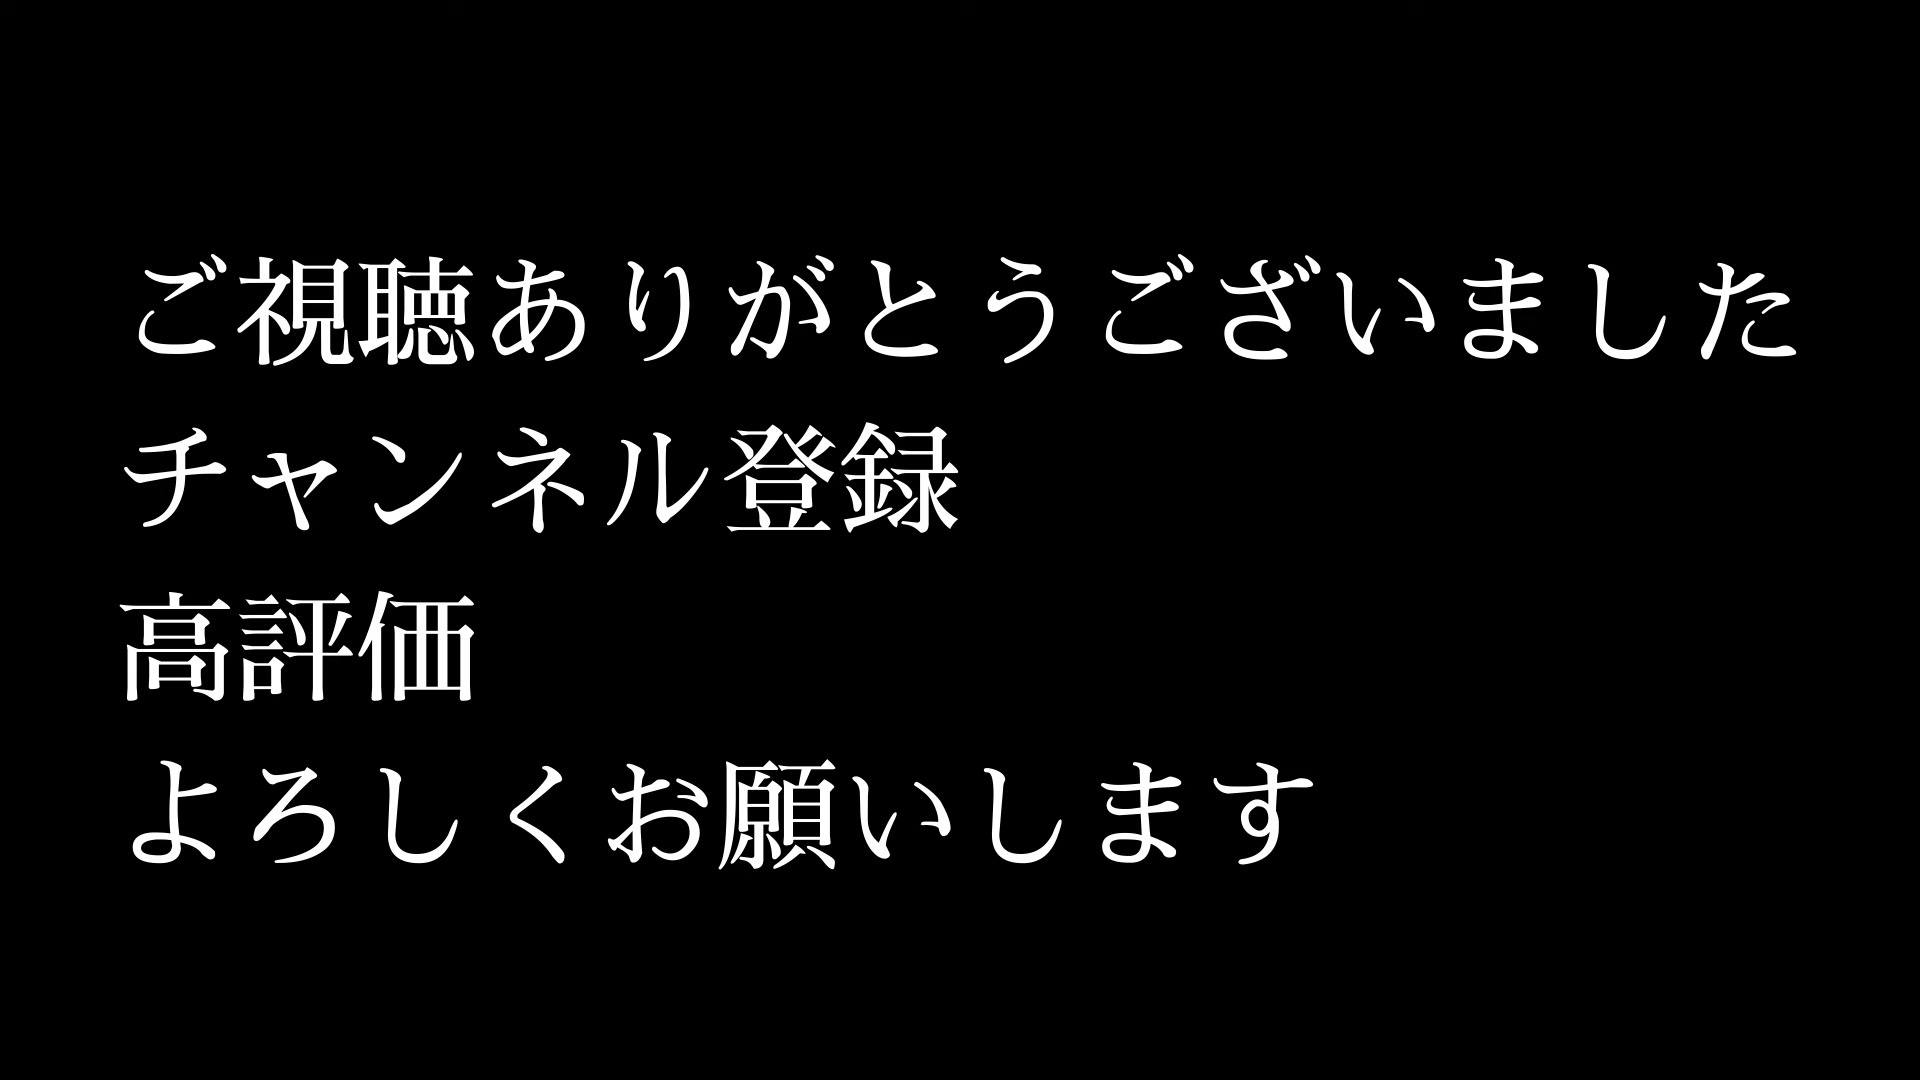 ご視聴ありがとうございました
チャンネル登録
高評価
よろしくお願いします